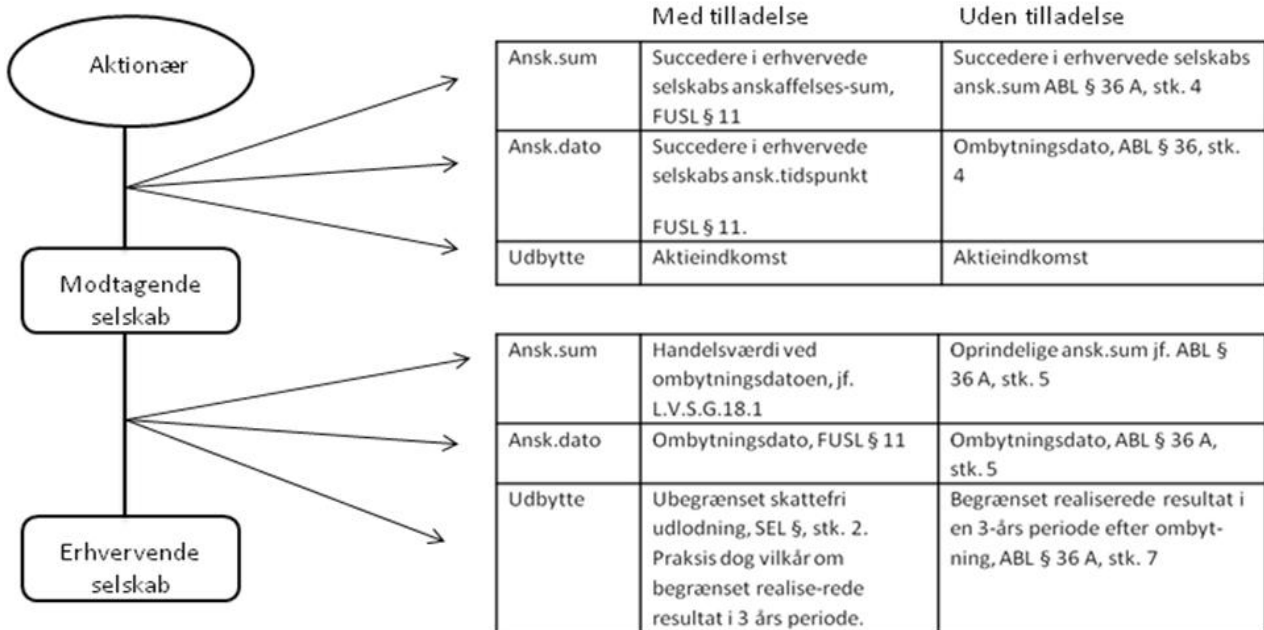 Med tilladelse
Uden tilladelse
Aktionær
Ansk.sum
Succedere i erhvervede
selskabs anskaffelses-sum,
FUSL § 11
Succedere i erhvervede selskabs
ansk.sum ABL § 36 A, stk. 4
Ansk.dato
Succedere i erhvervede
selskabs ansk.tidspunkt
FUSL § 11.
Ombytningsdato, ABL § 36, stk.
4
Udbytte
Aktieindkomst
Aktieindkomst
Modtagende
selskab
Ansk.sum
Handelsværdi ved
ombytningsdatoen, jf.
L.V.S.G.18.1
Oprindelige ansk.sum jf. ABL §
36 A, stk. 5
Ansk.dato
Ombytningsdato, FUSL § 11
Ombytningsdato, ABL § 36 A,
stk. 5
Udbytte
Ubegrænset skattefri
udlodning, SEL §, stk. 2.
Praksis dog vilkår om
begrænset realise-rede
resultat i 3 års periode.
Begrænset realiserede resultat i
en 3-års periode efter ombyt-
ning, ABL § 36 A, stk. 7
Erhvervende
selskab